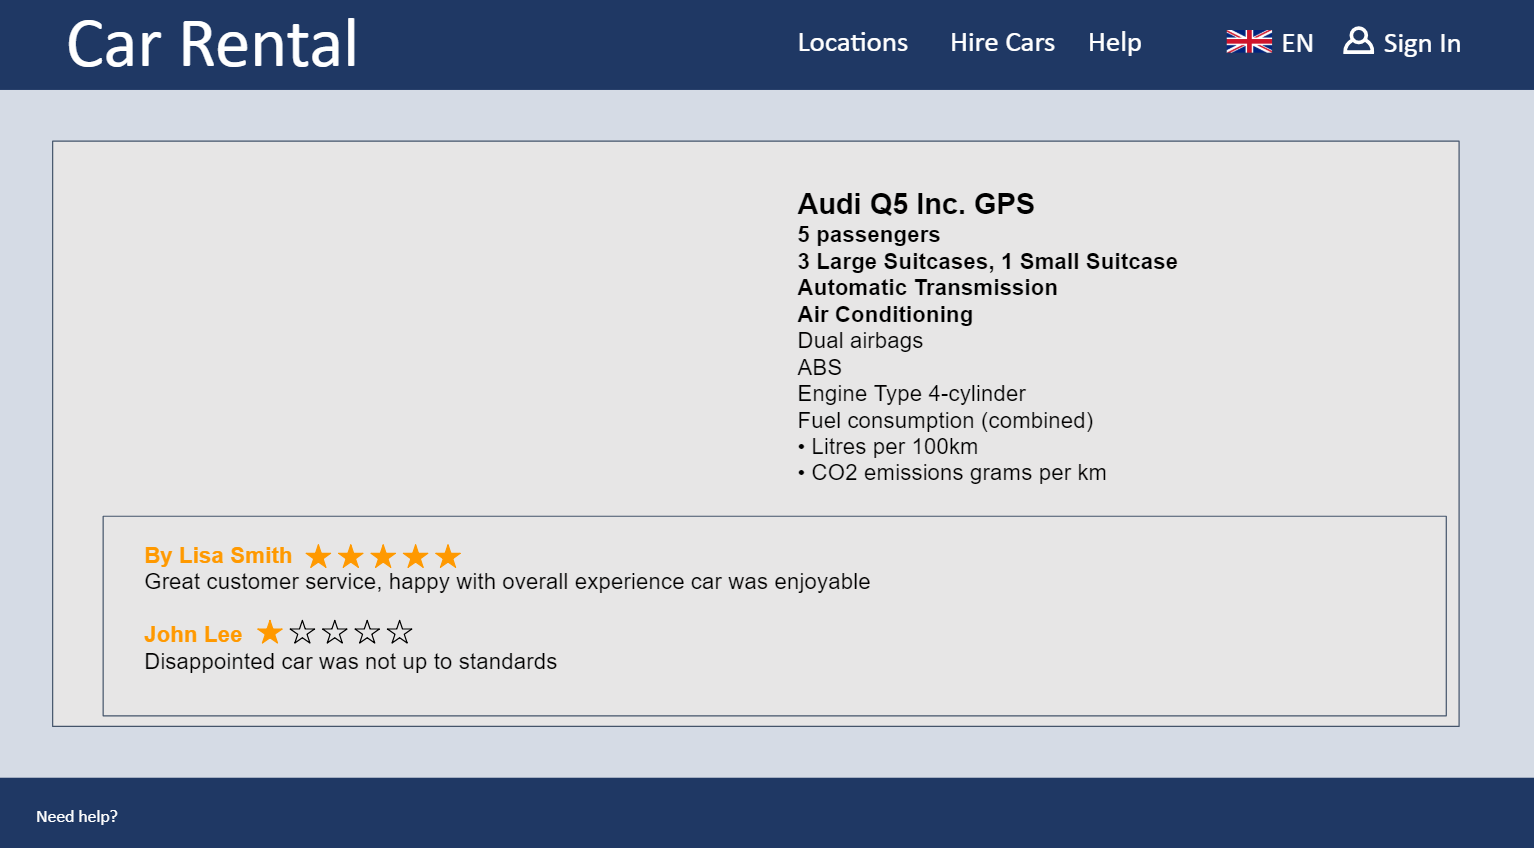 Car Rental
Locations
Hire Cars
Help
EN
Sign In
Audi Q5 Inc. GPS
5 passengers
3 Large Suitcases, 1 Small Suitcase
Automatic Transmission
Air Conditioning
Dual airbags
ABS
Engine Type 4-cylinder
Fuel consumption (combined)
• Litres per 100km
• CO2 emissions grams per km
By Lisa Smith
Great customer service, happy with overall experience car was enjoyable
John Lee
Disappointed car was not up to standards
Need help?